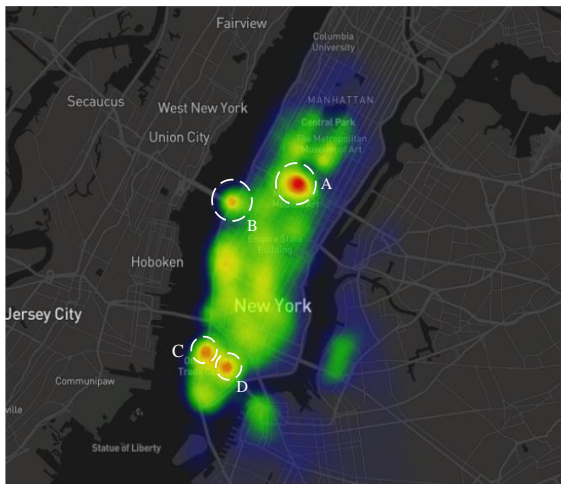 Fairview
Columbia
University
Secaucus
MANHATTAN
West New York
Central Park
Union City
The Metropolitan
Museum of Art
A
B
Empire State
Building
Hoboken
New York
Jersey City
C
D
Communipaw
ville
Statue of Liberty